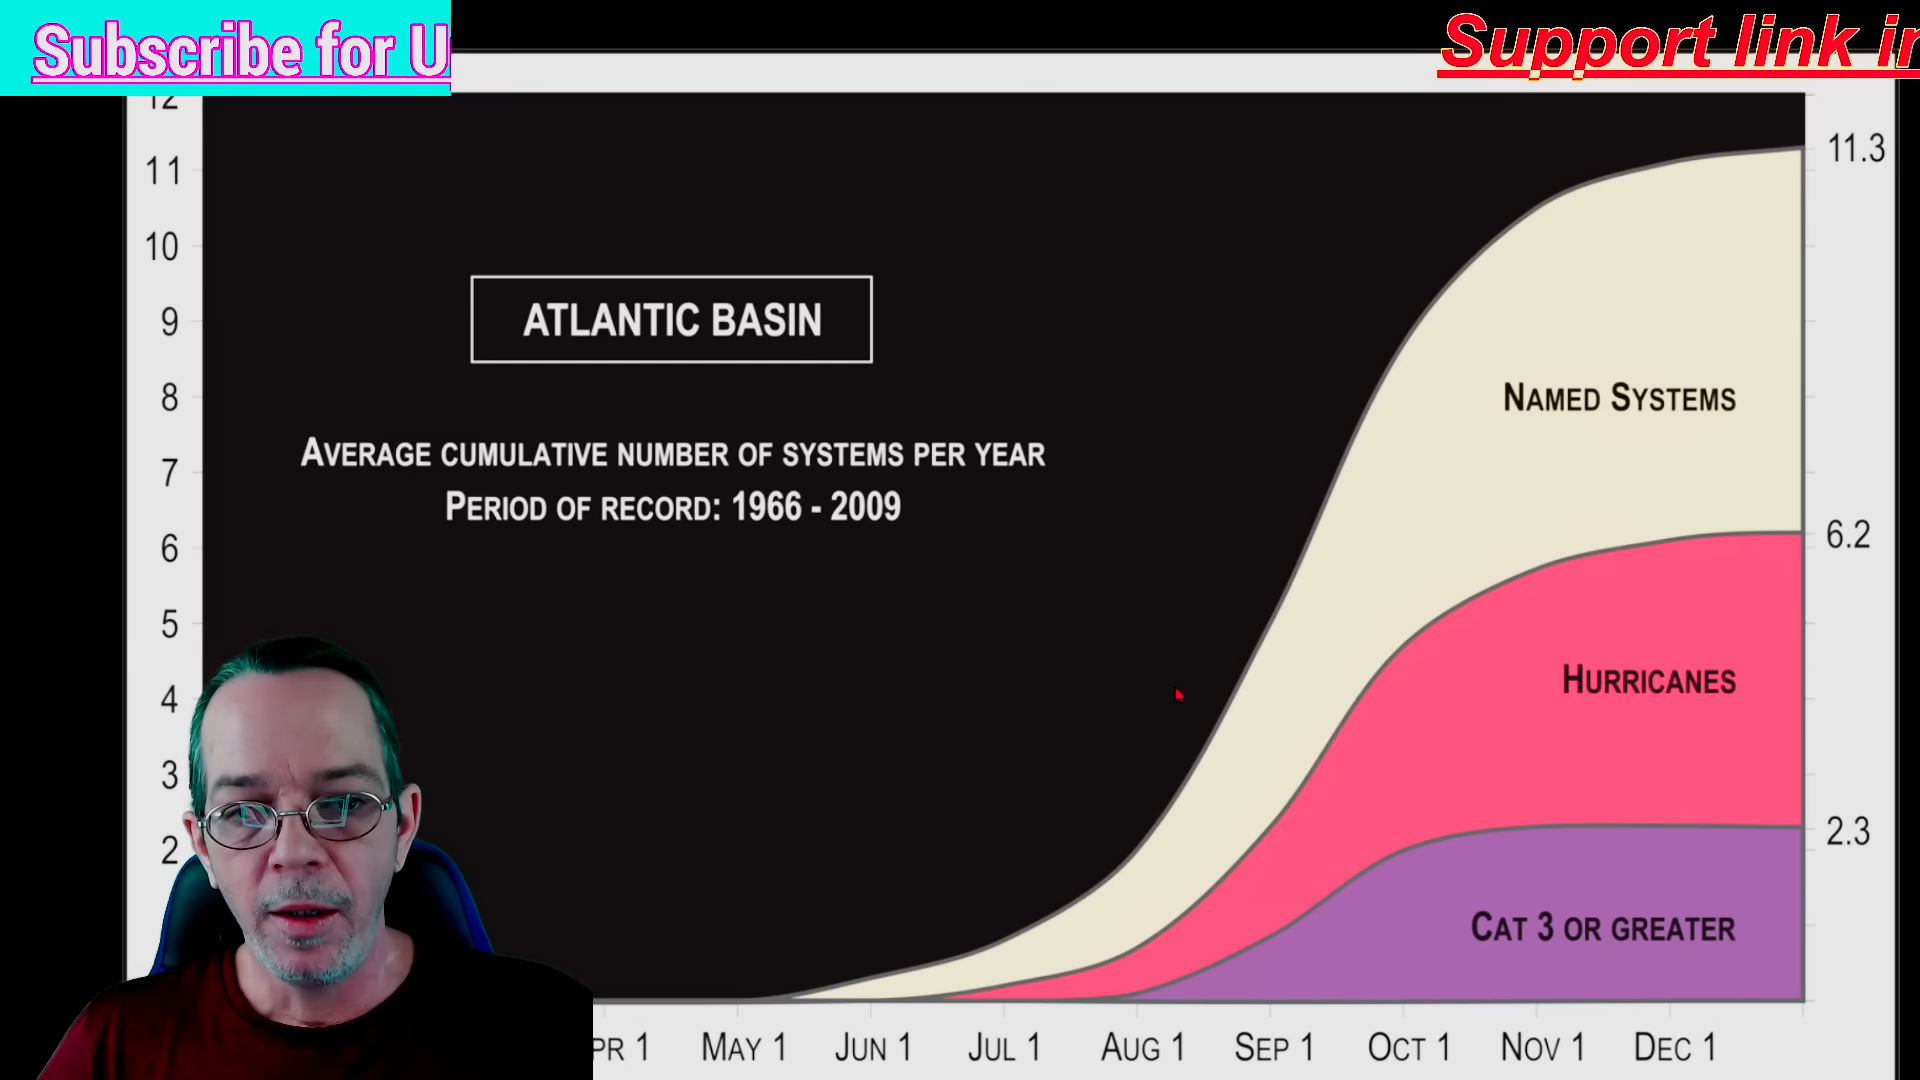 Subscribe for U
Support link in
12
11
10
9
8
7
6
5
4
3
2
ATLANTIC BASIN
AVERAGE CUMULATIVE NUMBER OF SYSTEMS PER YEAR
PERIOD OF RECORD: 1966 - 2009
NAMED SYSTEMS
HURRICANES
CAT 3 OR GREATER
11.3
6.2
2.3
PR 1 MAY 1 JUN 1 JUL 1 AUG 1 SEP 1 OCT 1 NOV 1 DEC 1